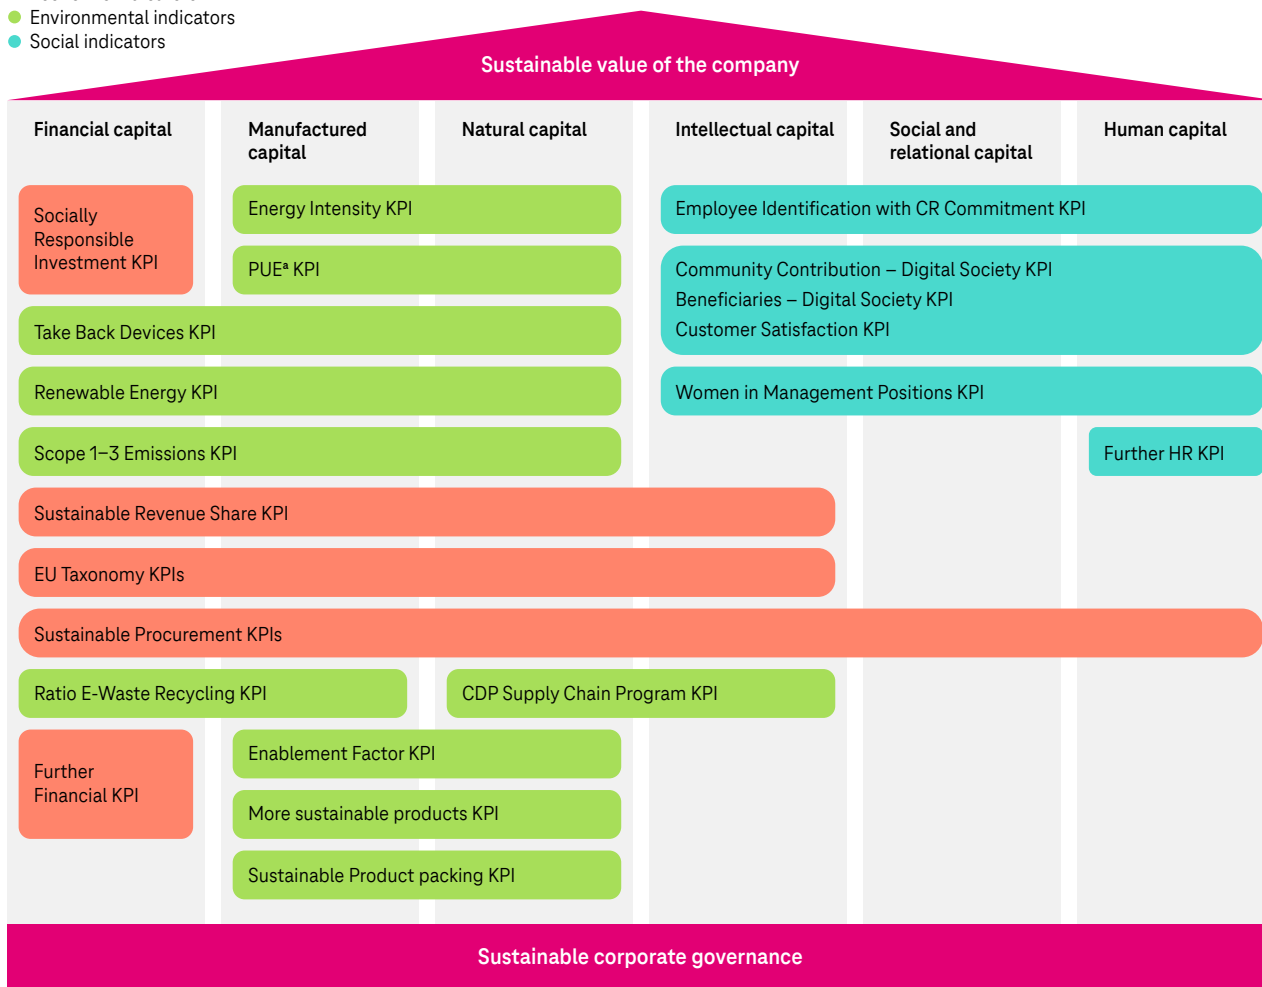 Environmental indicators
Social indicators
Sustainable value of the company
Financial capital
Manufactured
capital
Natural capital
Intellectual capital
Social and
relational capital
Human capital
Socially
Responsible
Investment KPI
Energy Intensity KPI
Employee Identification with CR Commitment KPI
PUEª KPI
Community Contribution – Digital Society KPI
Beneficiaries – Digital Society KPI
Customer Satisfaction KPI
Take Back Devices KPI
Renewable Energy KPI
Women in Management Positions KPI
Scope 1–3 Emissions KPI
Further HR KPI
Sustainable Revenue Share KPI
EU Taxonomy KPIs
Sustainable Procurement KPIs
Ratio E-Waste Recycling KPI
CDP Supply Chain Program KPI
Further
Financial KPI
Enablement Factor KPI
More sustainable products KPI
Sustainable Product packing KPI
Sustainable corporate governance